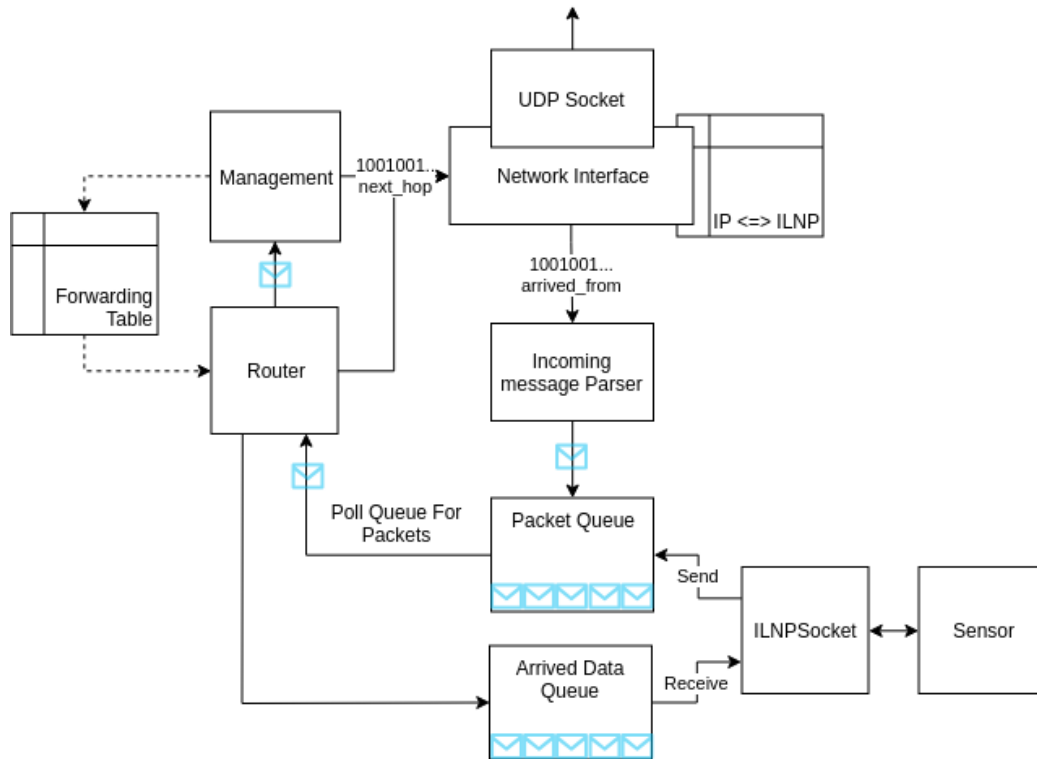 UDP Socket
Management
1001001...
next_hop
Network Interface
IP <=> ILNP
1001001...
arrived_from
Forwarding
Table
Router
Incoming
message Parser
Poll Queue For
Packets
Packet Queue
Send
ILNPSocket
Sensor
Arrived Data
Queue
Receive